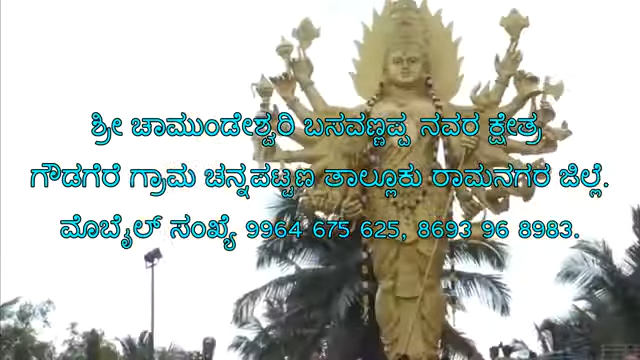 ಶ್ರೀ ಚಾಮುಂಡೇಶ್ವರಿ ಬಸವಣ್ಣಪ್ಪ ನವರ ಕ್ಷೇತ್ರ
ಗೌಡಗೆರೆ ಗ್ರಾಮ ಚನ್ನಪಟ್ಟಣ ತಾಲ್ಲೂಕು ರಾಮನಗರ ಜಿಲ್ಲೆ.
ಮೊಬೈಲ್ ಸಂಖ್ಯೆ 9964 675 625, 8693 96 8983.